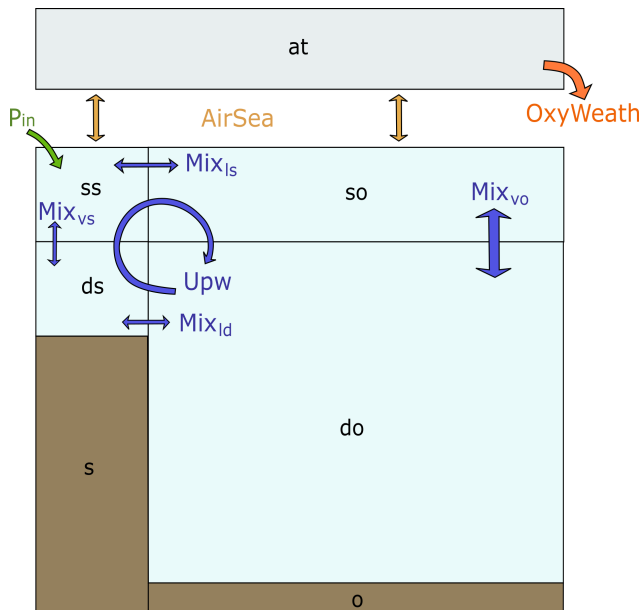 at
Pin
AirSea
OxyWeath
ss
Mixls
so
Mixvs
Mixvo
ds
Upw
Mixld
do
s
o